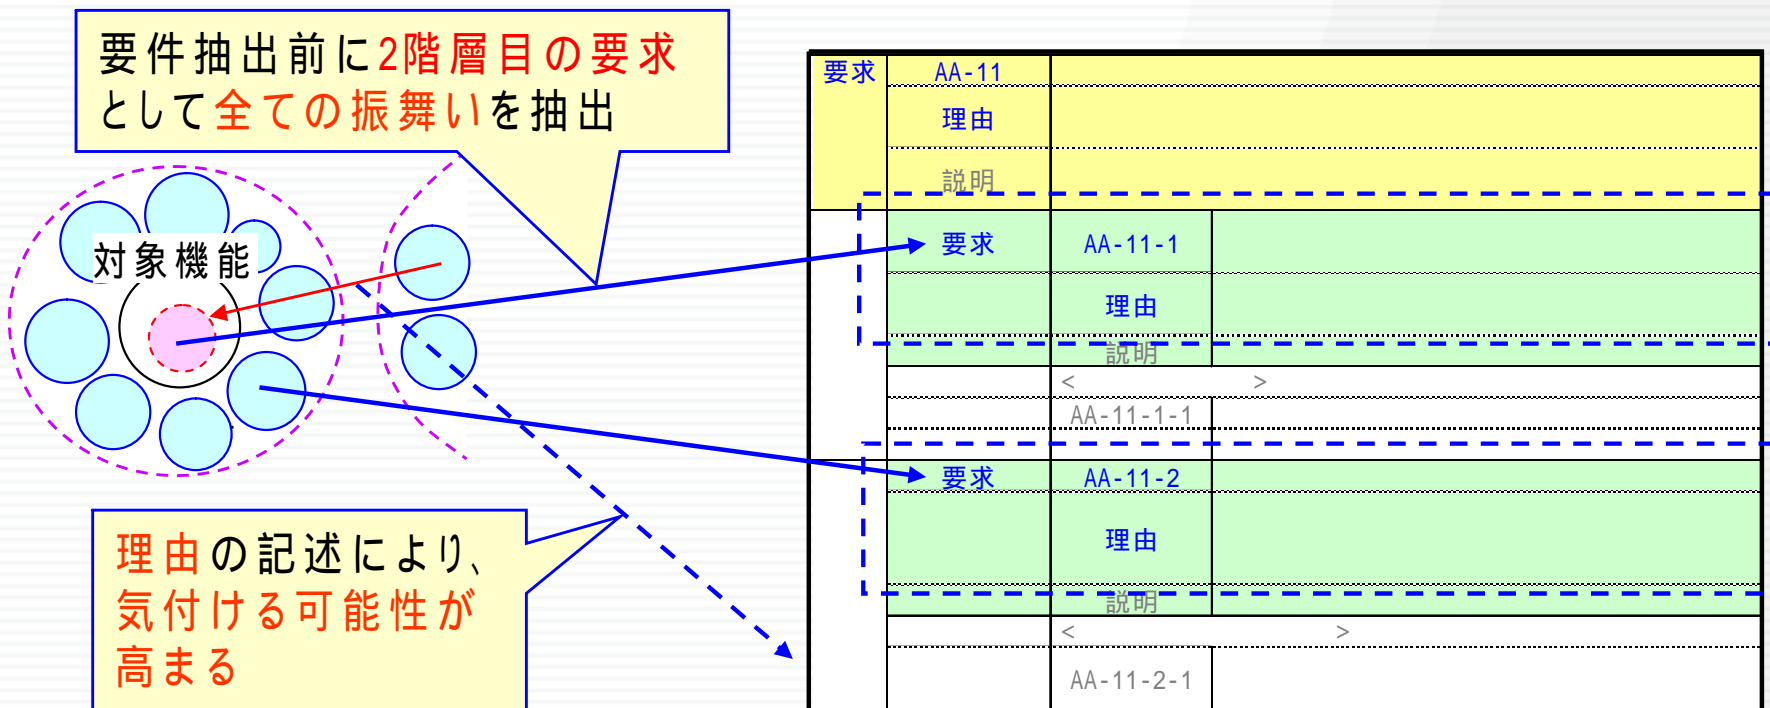 要件抽出前に2階層目の要求
として全ての振舞いを抽出
対象機能
理由の記述により、
気付ける可能性が
高まる
要求 AA-11
理由
説明
要求 AA-11-1
理由
説明
< >
AA-11-1-1
要求 AA-11-2
理由
説明
< >
AA-11-2-1